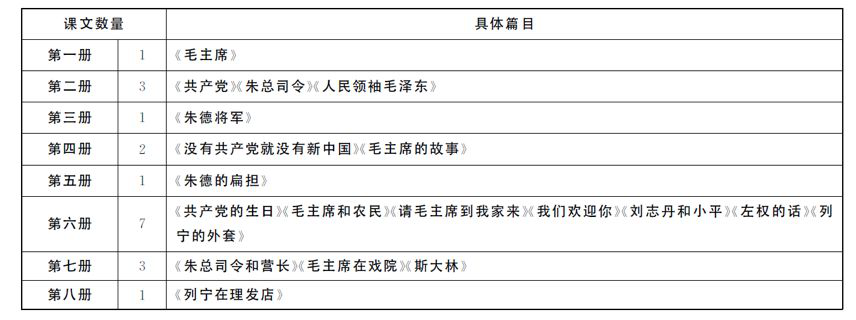 课文数量 具体篇目
第一册 1 《毛主席》
第二册 3 《共产党》《朱总司令》《人民领袖毛泽东》
第三册 1 《朱德将军》
第四册 2 《没有共产党就没有新中国》《毛主席的故事》
第五册 1 《朱德的扁担》
第六册 7 《共产党的生日》《毛主席和农民》《请毛主席到我家来》《我们欢迎你》《刘志丹和小平》《左权的话》《列
宁的外套》
第七册 3 《朱总司令和营长》《毛主席在戏院》《斯大林》
第八册 1 《列宁在理发店》